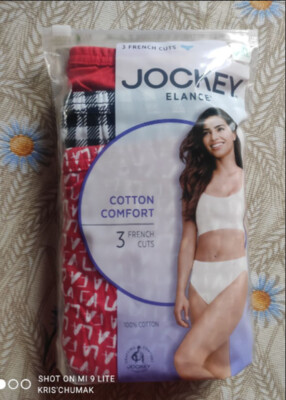 3 FRENCH CUTS
JOCKEY
ELANCE
COTTON
COMFORT
3 FRENCH
CUTS
100% COTTON
JOCKEY
SHOT ON MI 9 LITE
KRIS'CHUMAK